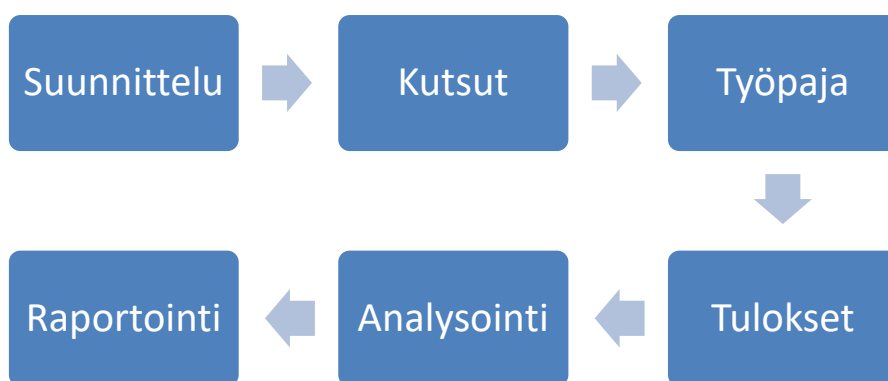 Suunnittelu
Kutsut
Työpaja
Tulokset
Analysointi
Raportointi